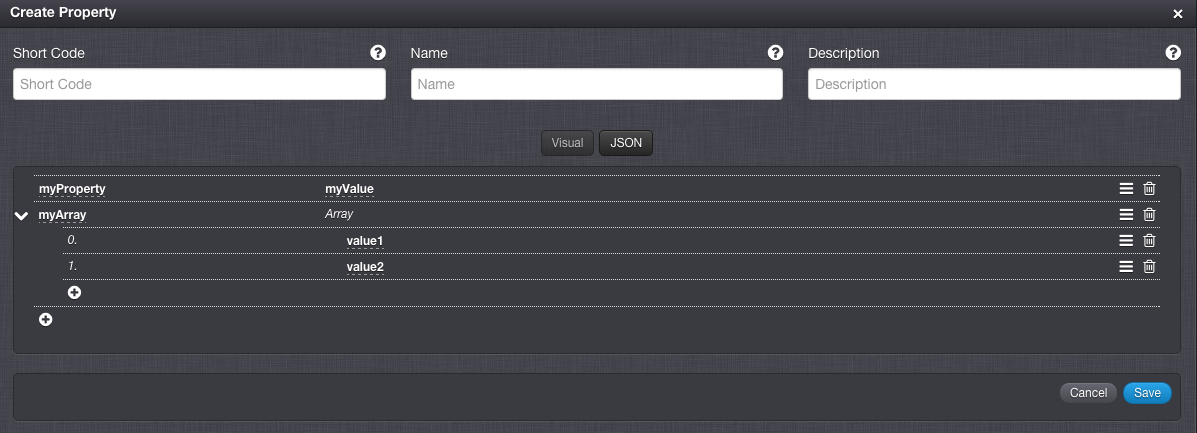 Create Property
Short Code Name Description
Short Code Name Description
Visual JSON
myProperty myValue
myArray Array
0. value1
1. value2
Cancel Save